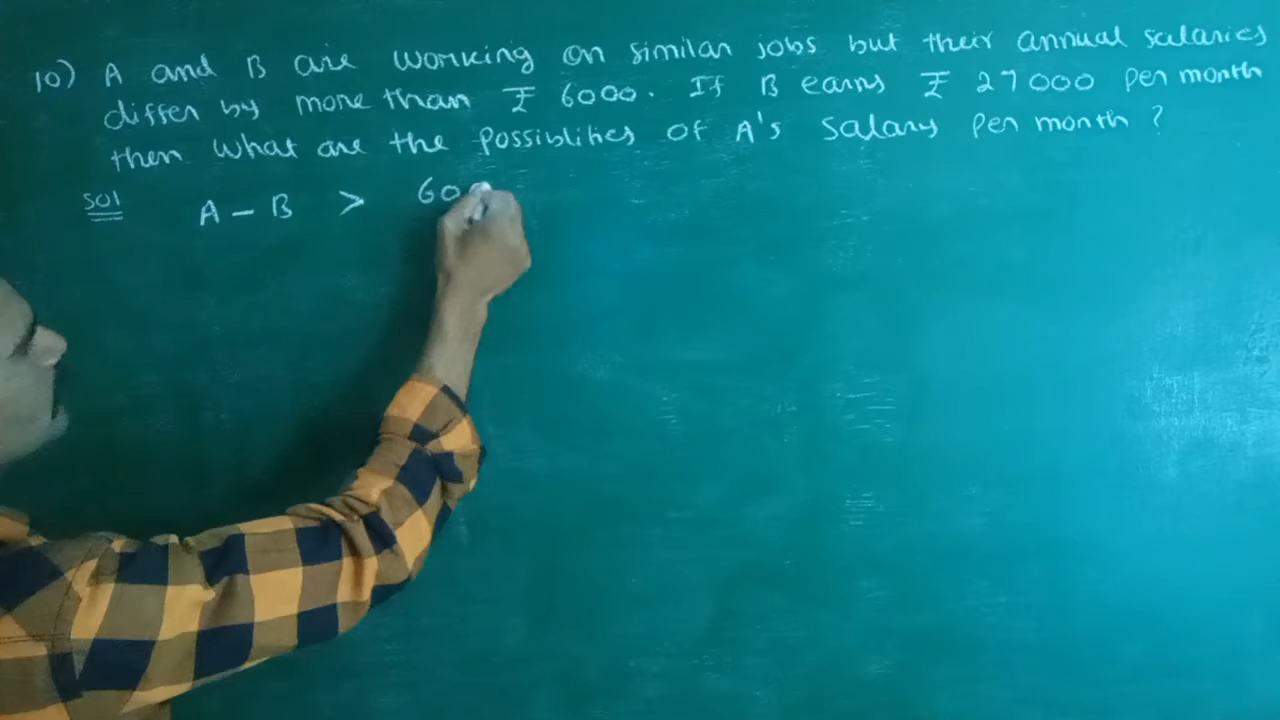 10) A and B are working on similar jobs but their annual salaries
differ by more than ₹ 6000. If B earns ₹ 27000 per month
then what are the possiblities of A's salary per month ?
Sol A - B > 600